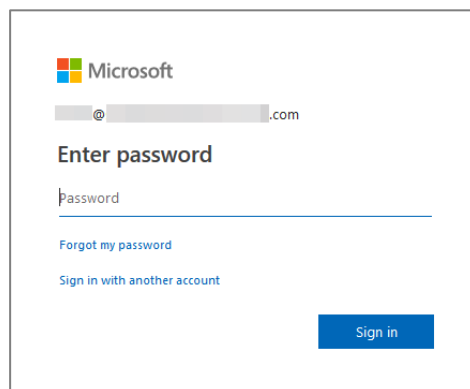 Microsoft
@ .com
Enter password
Password
Forgot my password
Sign in with another account
Sign in